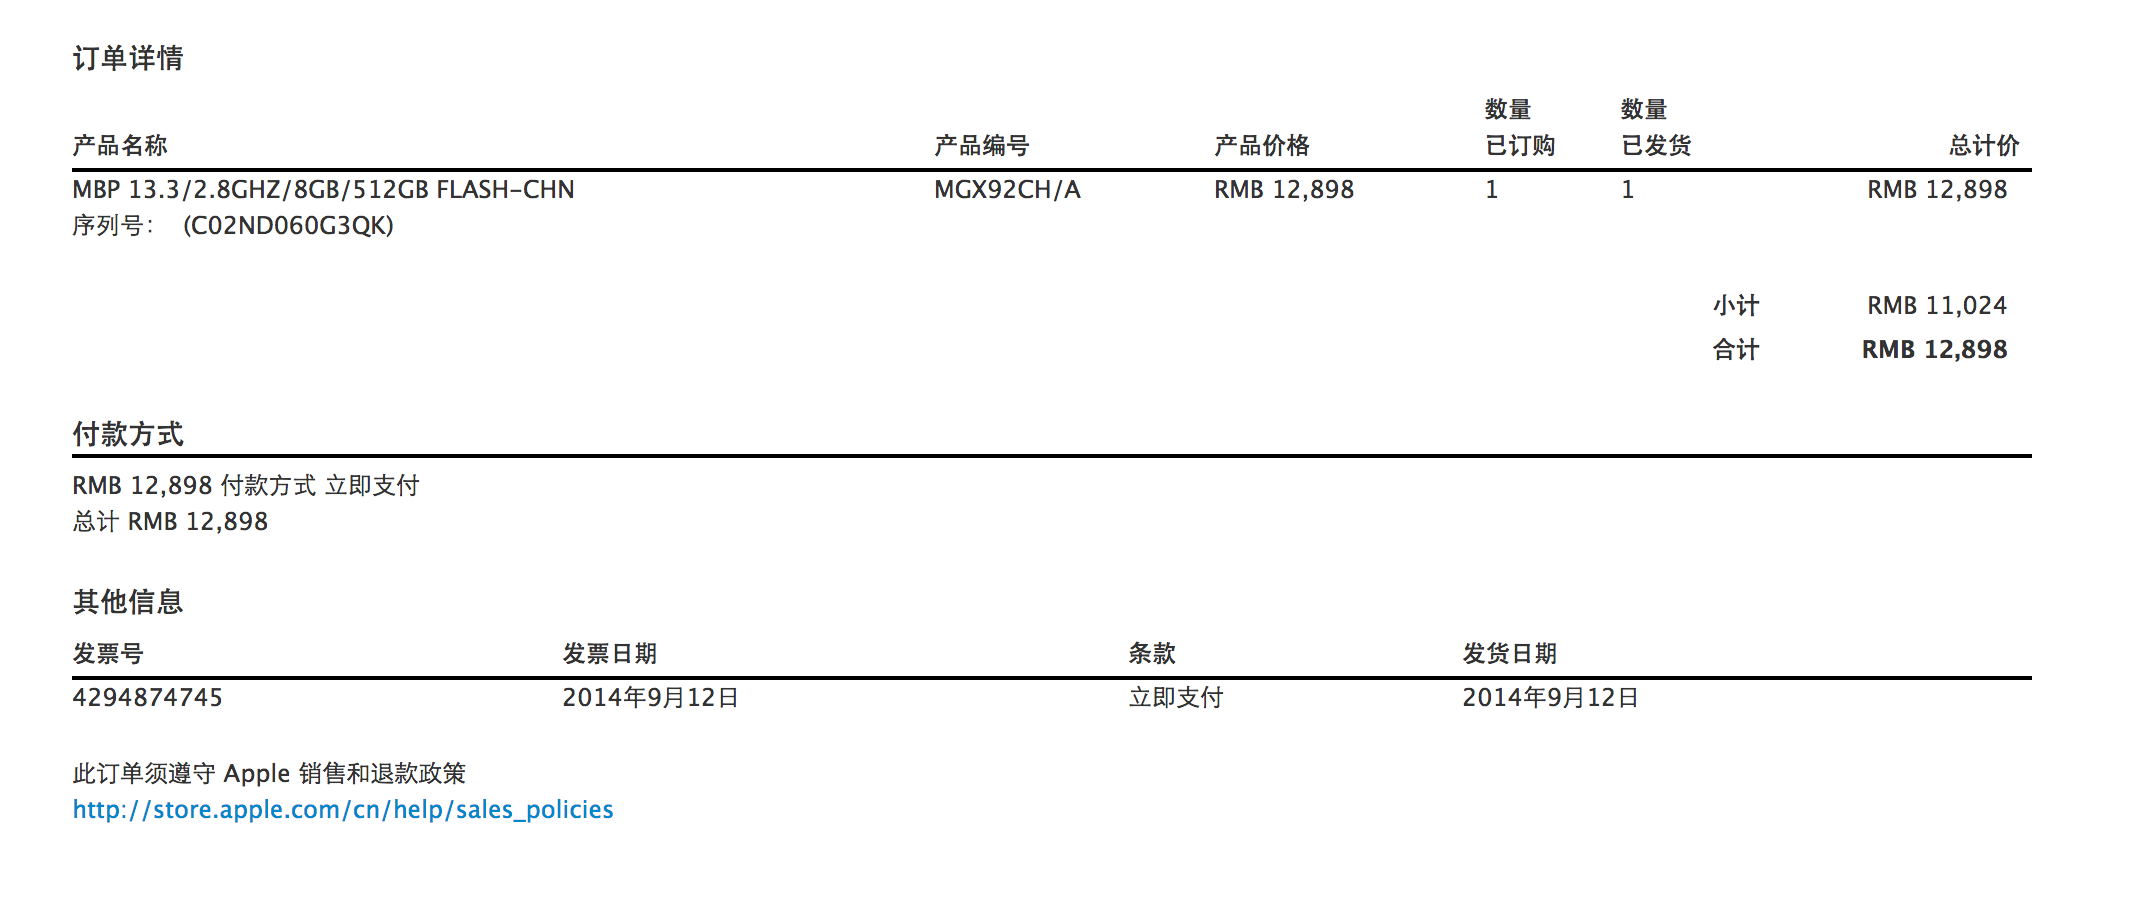 订单详情
数量 数量
产品名称 产品编号 产品价格 已订购 已发货 总计价
MBP 13.3/2.8GHZ/8GB/512GB FLASH-CHN MGX92CH/A RMB 12,898 1 1 RMB 12,898
序列号： (C02ND060G3QK)
小计 RMB 11,024
合计 RMB 12,898
付款方式
RMB 12,898 付款方式 立即支付
总计 RMB 12,898
其他信息
发票号 发票日期 条款 发货日期
4294874745 2014年9月12日 立即支付 2014年9月12日
此订单须遵守 Apple 销售和退款政策
http://store.apple.com/cn/help/sales_policies